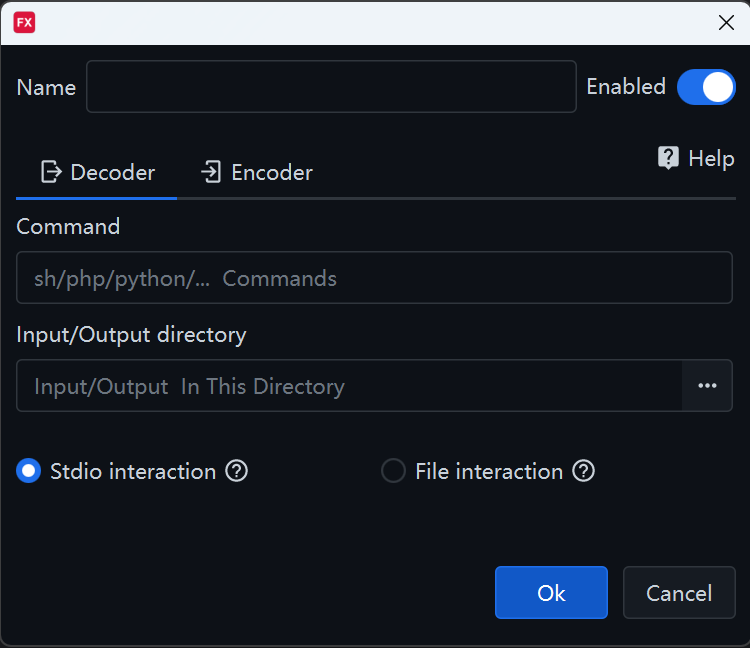 FX
Name
Enabled
Decoder
Encoder
Help
Command
sh/php/python/... Commands
Input/Output directory
Input/Output In This Directory
Stdio interaction
File interaction
Ok
Cancel